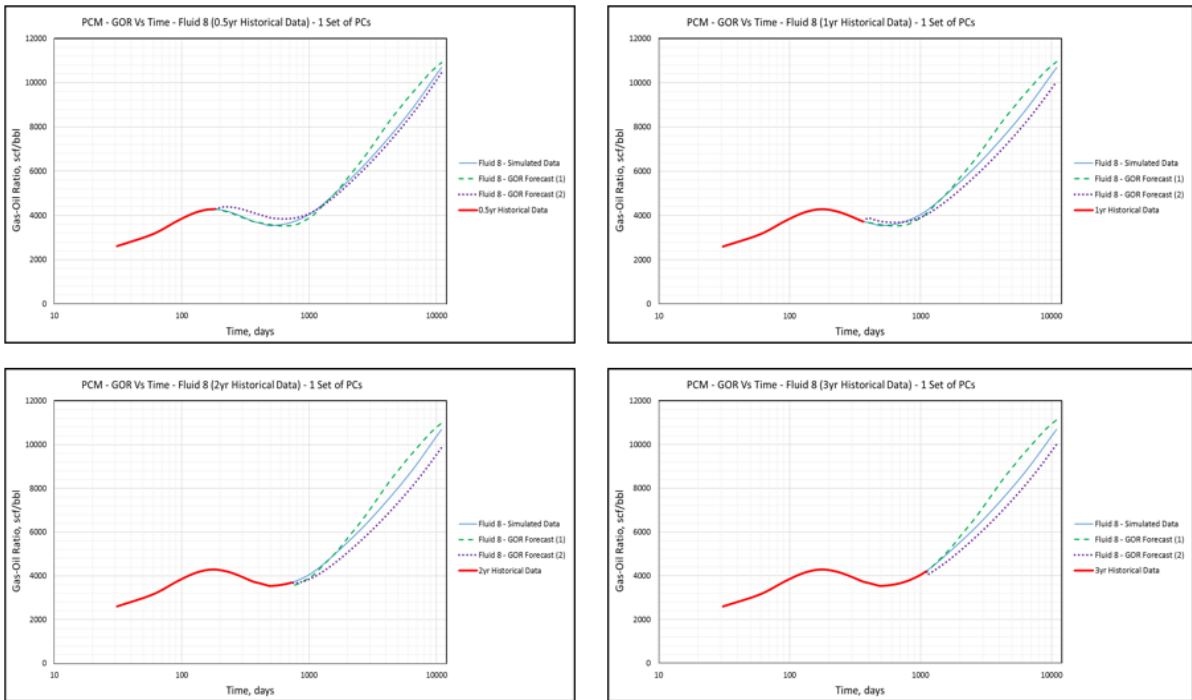 PCM - GOR Vs Time - Fluid 8 (0.5yr Historical Data) - 1 Set of PCs
12000
10000
8000
6000
4000
2000
0
Gas-Oil Ratio, scf/bbl
10
100
1000
10000
Time, days
Fluid 8 - Simulated Data
Fluid 8 - GOR Forecast (1)
Fluid 8 - GOR Forecast (2)
0.5yr Historical Data
PCM - GOR Vs Time - Fluid 8 (1yr Historical Data) - 1 Set of PCs
12000
10000
8000
6000
4000
2000
0
Gas-Oil Ratio, scf/bbl
10
100
1000
10000
Time, days
Fluid 8 - Simulated Data
Fluid 8 - GOR Forecast (1)
Fluid 8 - GOR Forecast (2)
1yr Historical Data
PCM - GOR Vs Time - Fluid 8 (2yr Historical Data) - 1 Set of PCs
12000
10000
8000
6000
4000
2000
0
Gas-Oil Ratio, scf/bbl
10
100
1000
10000
Time, days
Fluid 8 - Simulated Data
Fluid 8 - GOR Forecast (1)
Fluid 8 - GOR Forecast (2)
2yr Historical Data
PCM - GOR Vs Time - Fluid 8 (3yr Historical Data) - 1 Set of PCs
12000
10000
8000
6000
4000
2000
0
Gas-Oil Ratio, scf/bbl
10
100
1000
10000
Time, days
Fluid 8 - Simulated Data
Fluid 8 - GOR Forecast (1)
Fluid 8 - GOR Forecast (2)
3yr Historical Data